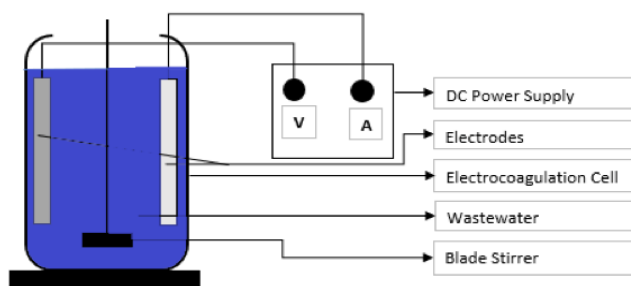 V
A
DC Power Supply
Electrodes
Electrocoagulation Cell
Wastewater
Blade Stirrer